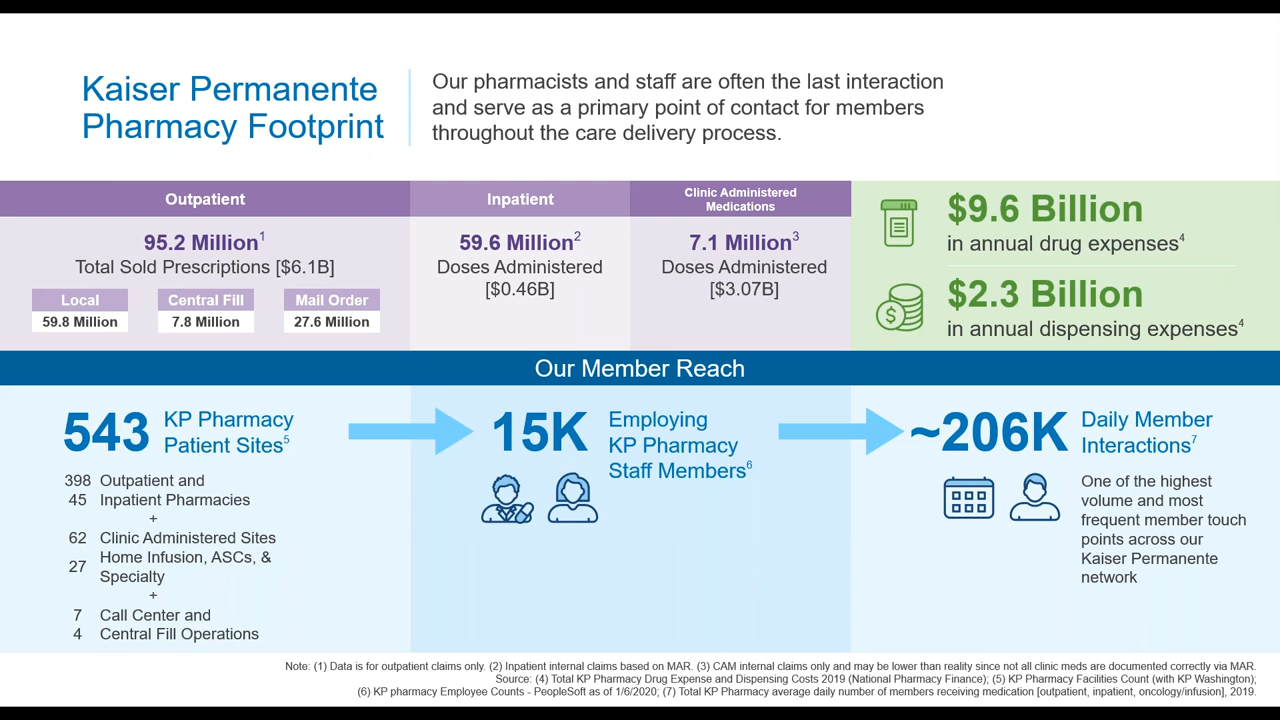 Kaiser Permanente
Pharmacy Footprint
Our pharmacists and staff are often the last interaction
and serve as a primary point of contact for members
throughout the care delivery process.
Outpatient
95.2 Million¹
Total Sold Prescriptions [$6.1B]
Local
59.8 Million
Central Fill
7.8 Million
Mail Order
27.6 Million
Inpatient
59.6 Million²
Doses Administered
[$0.46B]
Clinic Administered
Medications
7.1 Million³
Doses Administered
[$3.07B]
$9.6 Billion
in annual drug expenses⁴
$2.3 Billion
in annual dispensing expenses⁴
Our Member Reach
543
KP Pharmacy
Patient Sites⁵
398 Outpatient and
45 Inpatient Pharmacies
+
62 Clinic Administered Sites
27 Home Infusion, ASCs, &
Specialty
+
7 Call Center and
4 Central Fill Operations
15K
Employing
KP Pharmacy
Staff Members⁶
~206K
Daily Member
Interactions⁷
One of the highest
volume and most
frequent member touch
points across our
Kaiser Permanente
network
Note: (1) Data is for outpatient claims only. (2) Inpatient internal claims based on MAR. (3) CAM internal claims only and may be lower than reality since not all clinic meds are documented correctly via MAR.
Source: (4) Total KP Pharmacy Drug Expense and Dispensing Costs 2019 (National Pharmacy Finance); (5) KP Pharmacy Facilities Count (with KP Washington);
(6) KP pharmacy Employee Counts - PeopleSoft as of 1/6/2020; (7) Total KP Pharmacy average daily number of members receiving medication [outpatient, inpatient, oncology/infusion], 2019.